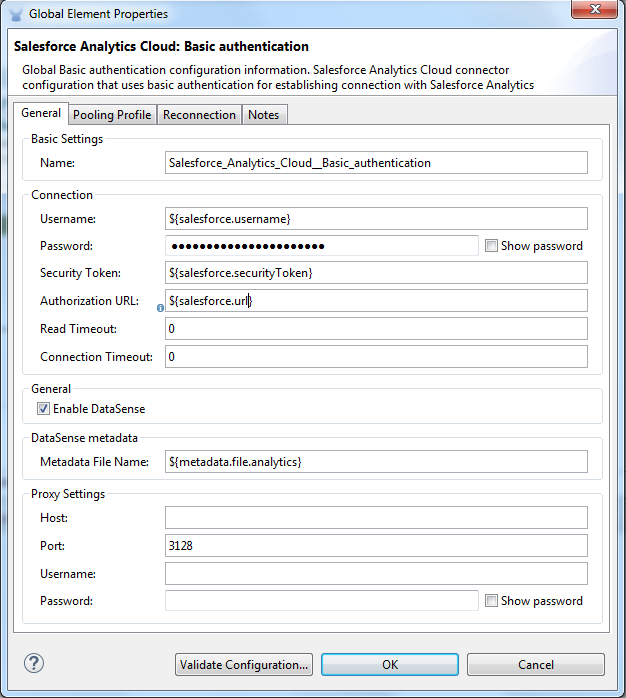 Global Element Properties
Salesforce Analytics Cloud: Basic authentication
Global Basic authentication configuration information. Salesforce Analytics Cloud connector
configuration that uses basic authentication for establishing connection with Salesforce Analytics
General Pooling Profile Reconnection Notes
Basic Settings
Name: Salesforce_Analytics_Cloud__Basic_authentication
Connection
Username: ${salesforce.username}
Password: ●●●●●●●●●●●●●●●●●●●●●● Show password
Security Token: ${salesforce.securityToken}
Authorization URL: ${salesforce.url}
Read Timeout: 0
Connection Timeout: 0
General
Enable DataSense
DataSense metadata
Metadata File Name: ${metadata.file.analytics}
Proxy Settings
Host:
Port: 3128
Username:
Password: Show password
? Validate Configuration... OK Cancel